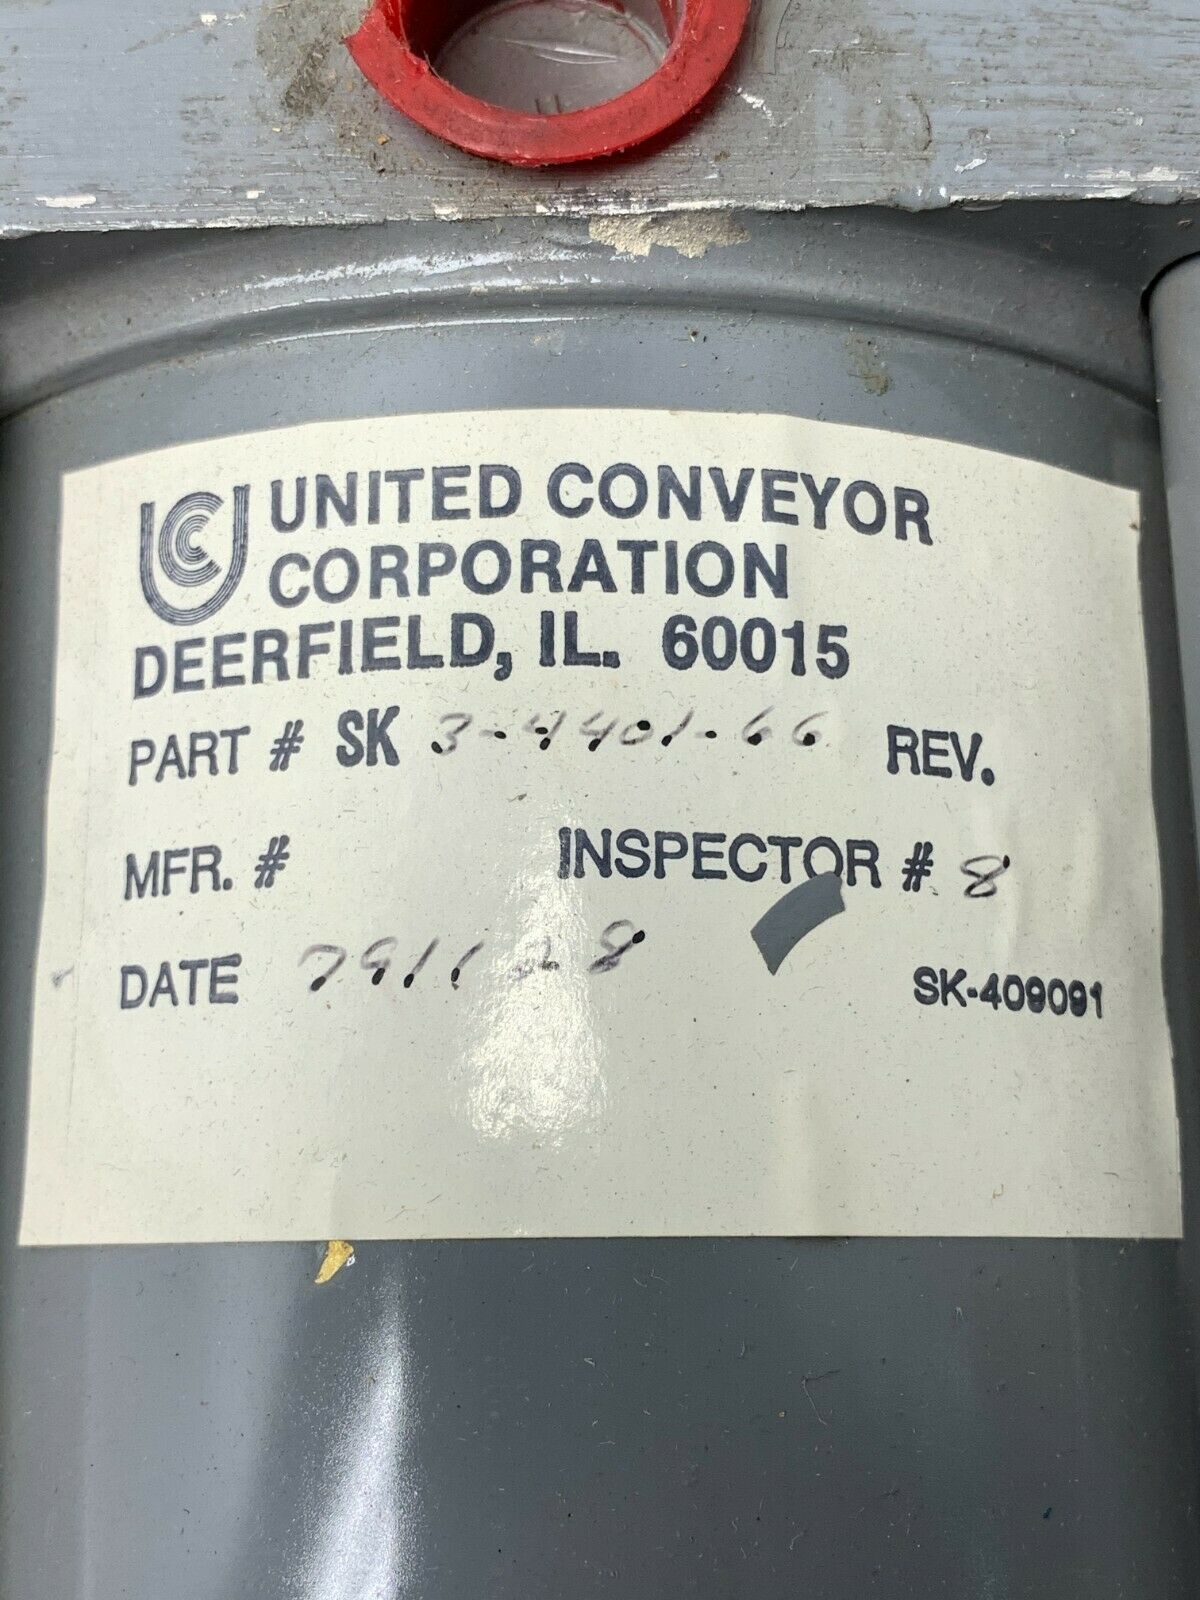 UCC UNITED CONVEYOR
CORPORATION
DEERFIELD, IL. 60015
PART # SK 3-4401-66 REV.
MFR. # INSPECTOR # 8
DATE 791128
SK-409091